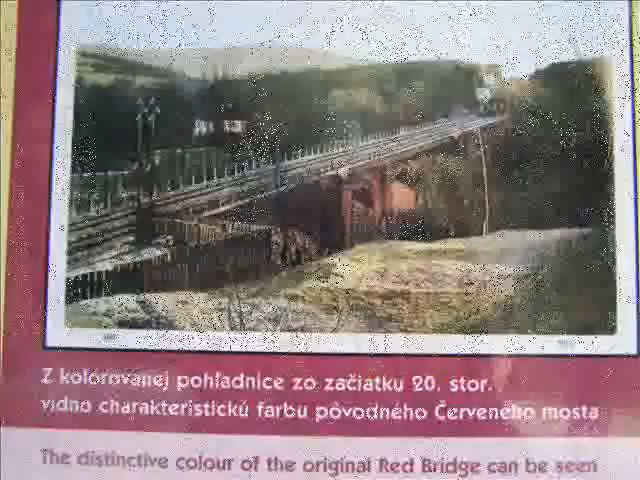 Z kolorovanej pohľadnice zo začiatku 20. stor.
vidno charakteristickú farbu pôvodného Červeného mosta
The distinctive colour of the original Red Bridge can be seen